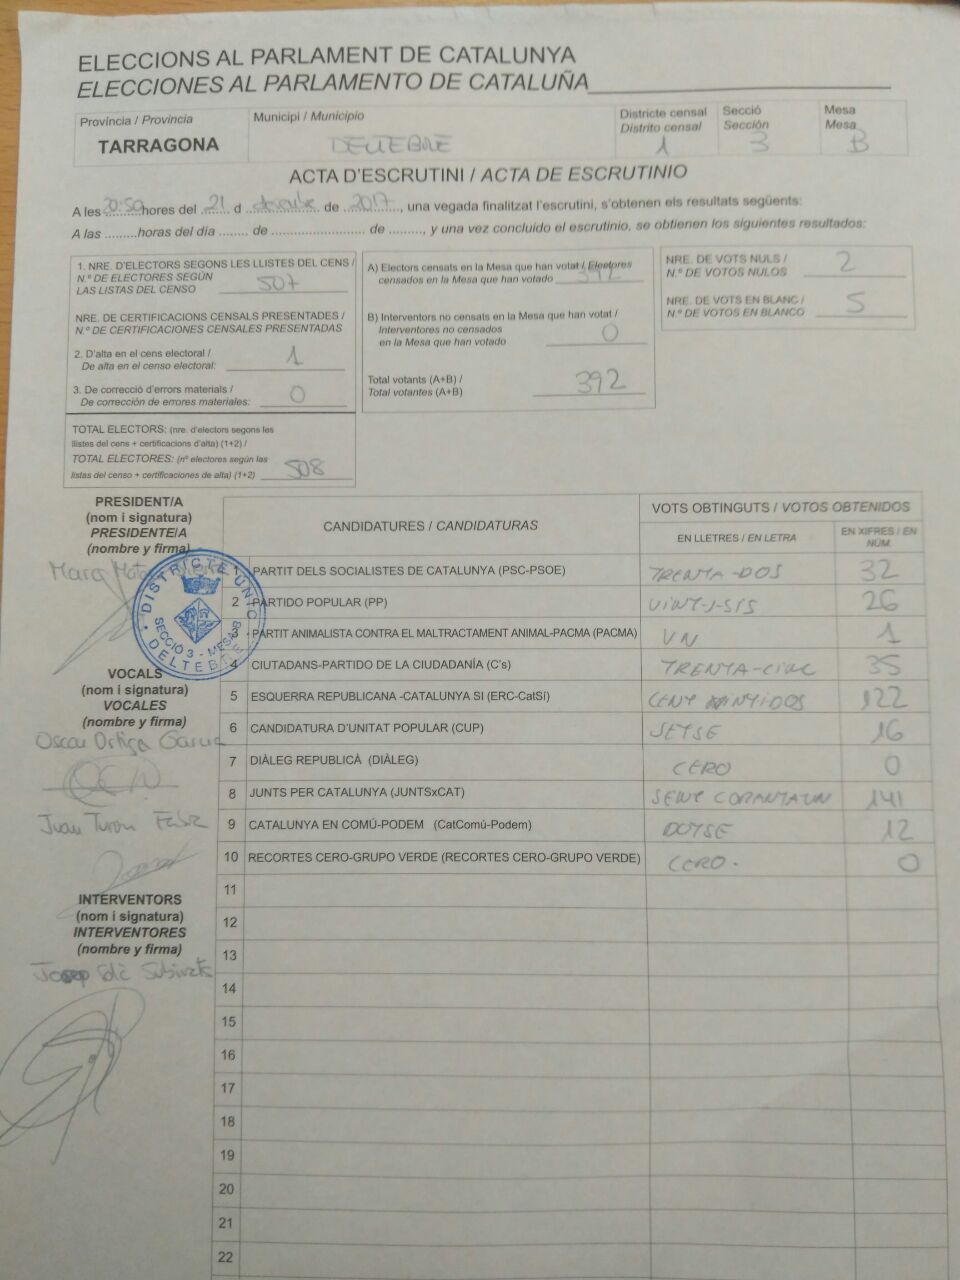 ELECCIONS AL PARLAMENT DE CATALUNYA
ELECCIONES AL PARLAMENTO DE CATALUÑA
Província / Provincia
TARRAGONA
Municipi / Municipio
DELTEBRE
Districte censal
Distrito censal
1
Secció
Sección
3
Mesa
Mesa
B
ACTA D'ESCRUTINI / ACTA DE ESCRUTINIO
A les 20:50 hores del 21 d desembre de 2017, una vegada finalitzat l'escrutini, s'obtenen els resultats següents:
A las ......... horas del día ........ de ........................ de ........., y una vez concluido el escrutinio, se obtienen los siguientes resultados:
1. NRE. D'ELECTORS SEGONS LES LLISTES DEL CENS /
N.º DE ELECTORES SEGÚN
LAS LISTAS DEL CENSO 507
NRE. DE CERTIFICACIONS CENSALS PRESENTADES /
N.º DE CERTIFICACIONES CENSALES PRESENTADAS
2. D'alta en el cens electoral /
De alta en el censo electoral: 1
3. De correcció d'errors materials /
De corrección de errores materiales: 0
TOTAL ELECTORS: (nre. d'electors segons les
llistes del cens + certificacions d'alta) (1+2) /
TOTAL ELECTORES: (nº electores según las
listas del censo + certificaciones de alta) (1+2) 508
A) Electors censats en la Mesa que han votat / Electores
censados en la Mesa que han votado 392
B) Interventors no censats en la Mesa que han votat /
Interventores no censados
en la Mesa que han votado 0
Total votants (A+B) /
Total votantes (A+B) 392
NRE. DE VOTS NULS /
N.º DE VOTOS NULOS 2
NRE. DE VOTS EN BLANC /
N.º DE VOTOS EN BLANCO 5
PRESIDENT/A
(nom i signatura)
PRESIDENTE/A
(nombre y firma)
DISTRICTE ÚNIC
SECCIÓ 3 - MESA B
DELTEBRE
VOCALS
(nom i signatura)
VOCALES
(nombre y firma)
Oscar Ortiga Garcia
Juan Turon
INTERVENTORS
(nom i signatura)
INTERVENTORES
(nombre y firma)
Josep Solé Subirats
CANDIDATURES / CANDIDATURAS
VOTS OBTINGUTS / VOTOS OBTENIDOS
EN LLETRES / EN LETRA
EN XIFRES / EN NÚM.
1 PARTIT DELS SOCIALISTES DE CATALUNYA (PSC-PSOE) TRENTA-DOS 32
2 PARTIDO POPULAR (PP) VINT-I-SIS 26
3 PARTIT ANIMALISTA CONTRA EL MALTRACTAMENT ANIMAL-PACMA (PACMA) UN 1
4 CIUTADANS-PARTIDO DE LA CIUDADANÍA (C's) TRENTA-CINC 35
5 ESQUERRA REPUBLICANA -CATALUNYA SI (ERC-CatSí) CENT VINTIDOS 122
6 CANDIDATURA D'UNITAT POPULAR (CUP) SETSE 16
7 DIÀLEG REPUBLICÀ (DIÀLEG) CERO 0
8 JUNTS PER CATALUNYA (JUNTSxCAT) SENT CORANTAUN 141
9 CATALUNYA EN COMÚ-PODEM (CatComú-Podem) DOTSE 12
10 RECORTES CERO-GRUPO VERDE (RECORTES CERO-GRUPO VERDE) CERO. 0
11
12
13
14
15
16
17
18
19
20
21
22